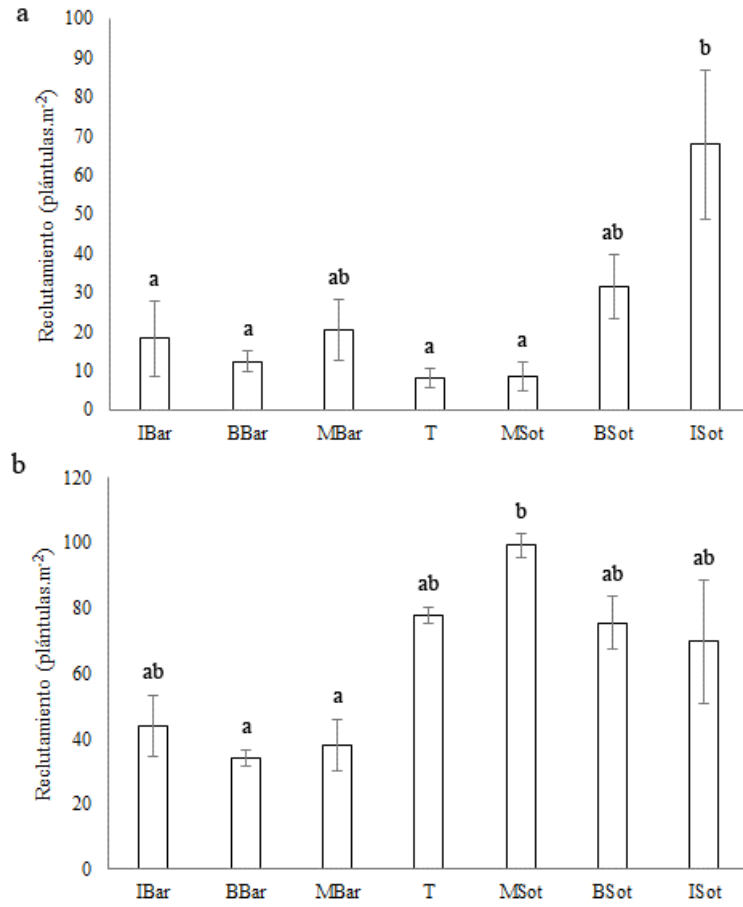 a
Reclutamiento (plántulas.m-2)
100
90
80
70
60
50
40
30
20
10
0
a
a
ab
a
a
ab
b
IBar BBar MBar T MSot BSot ISot
b
Reclutamiento (plántulas.m-2)
120
100
80
60
40
20
0
ab
a
a
ab
b
ab
ab
IBar BBar MBar T MSot BSot ISot